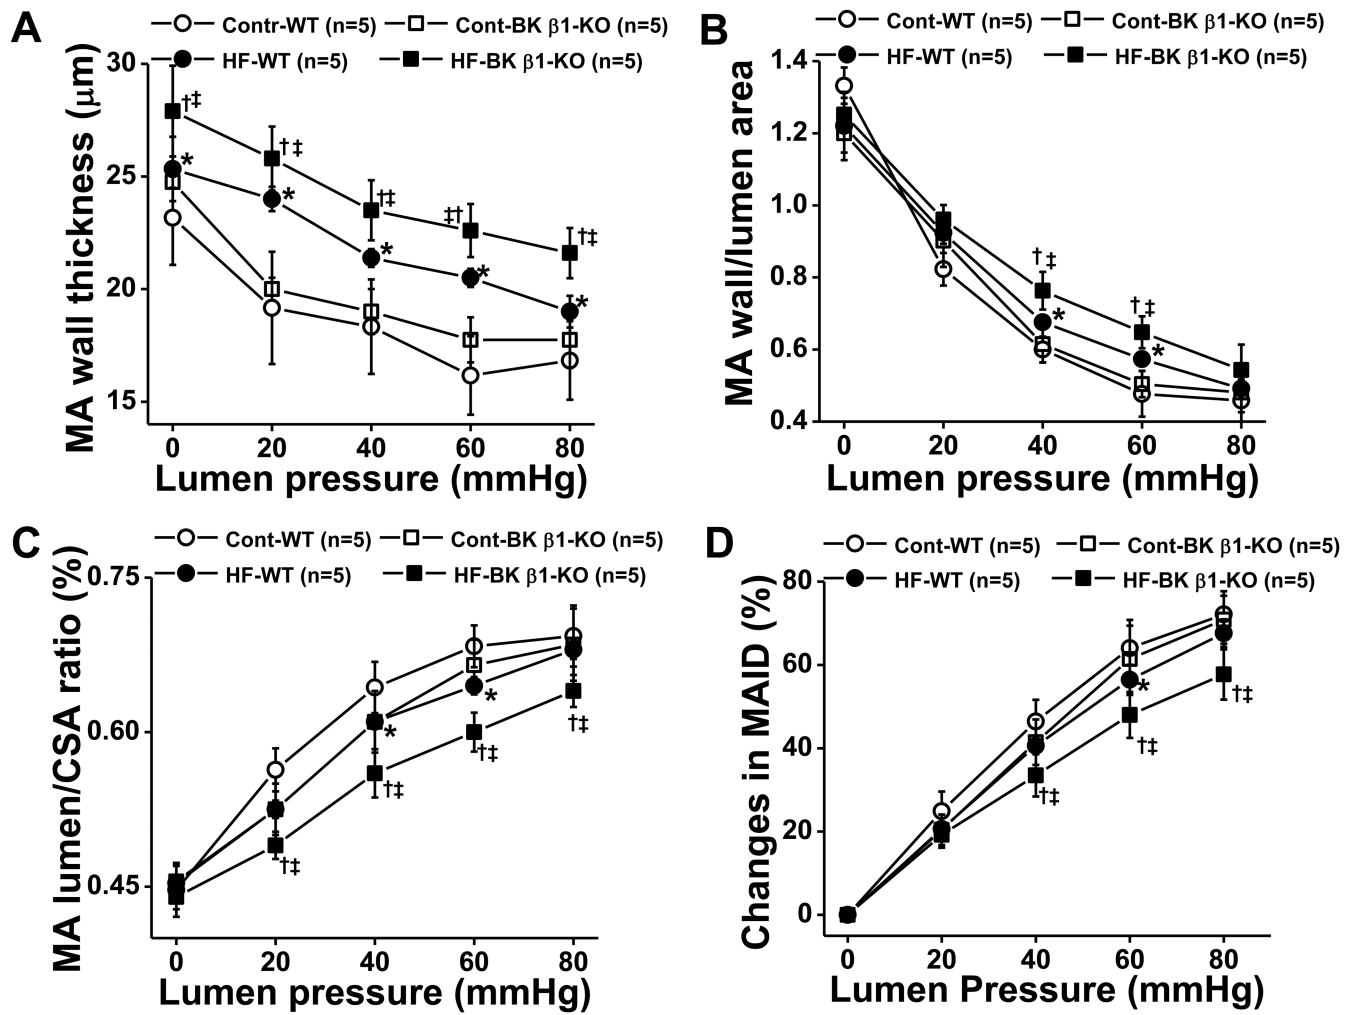 A
Contr-WT (n=5) Cont-BK β1-KO (n=5)
HF-WT (n=5) HF-BK β1-KO (n=5)
MA wall thickness (μm)
30
25
20
15
†‡
†‡
†‡
‡†
†‡
*
*
*
*
*
0 20 40 60 80
Lumen pressure (mmHg)
B
Cont-WT (n=5) Cont-BK β1-KO (n=5)
HF-WT (n=5) HF-BK β1-KO (n=5)
MA wall/lumen area
1.4
1.2
1.0
0.8
0.6
0.4
†‡
†‡
*
*
0 20 40 60 80
Lumen pressure (mmHg)
C
Cont-WT (n=5) Cont-BK β1-KO (n=5)
HF-WT (n=5) HF-BK β1-KO (n=5)
MA lumen/CSA ratio (%)
0.75
0.60
0.45
*
*
†‡
†‡
†‡
†‡
0 20 40 60 80
Lumen pressure (mmHg)
D
Cont-WT (n=5) Cont-BK β1-KO (n=5)
HF-WT (n=5) HF-BK β1-KO (n=5)
Changes in MAID (%)
80
60
40
20
0
*
†‡
†‡
†‡
0 20 40 60 80
Lumen Pressure (mmHg)